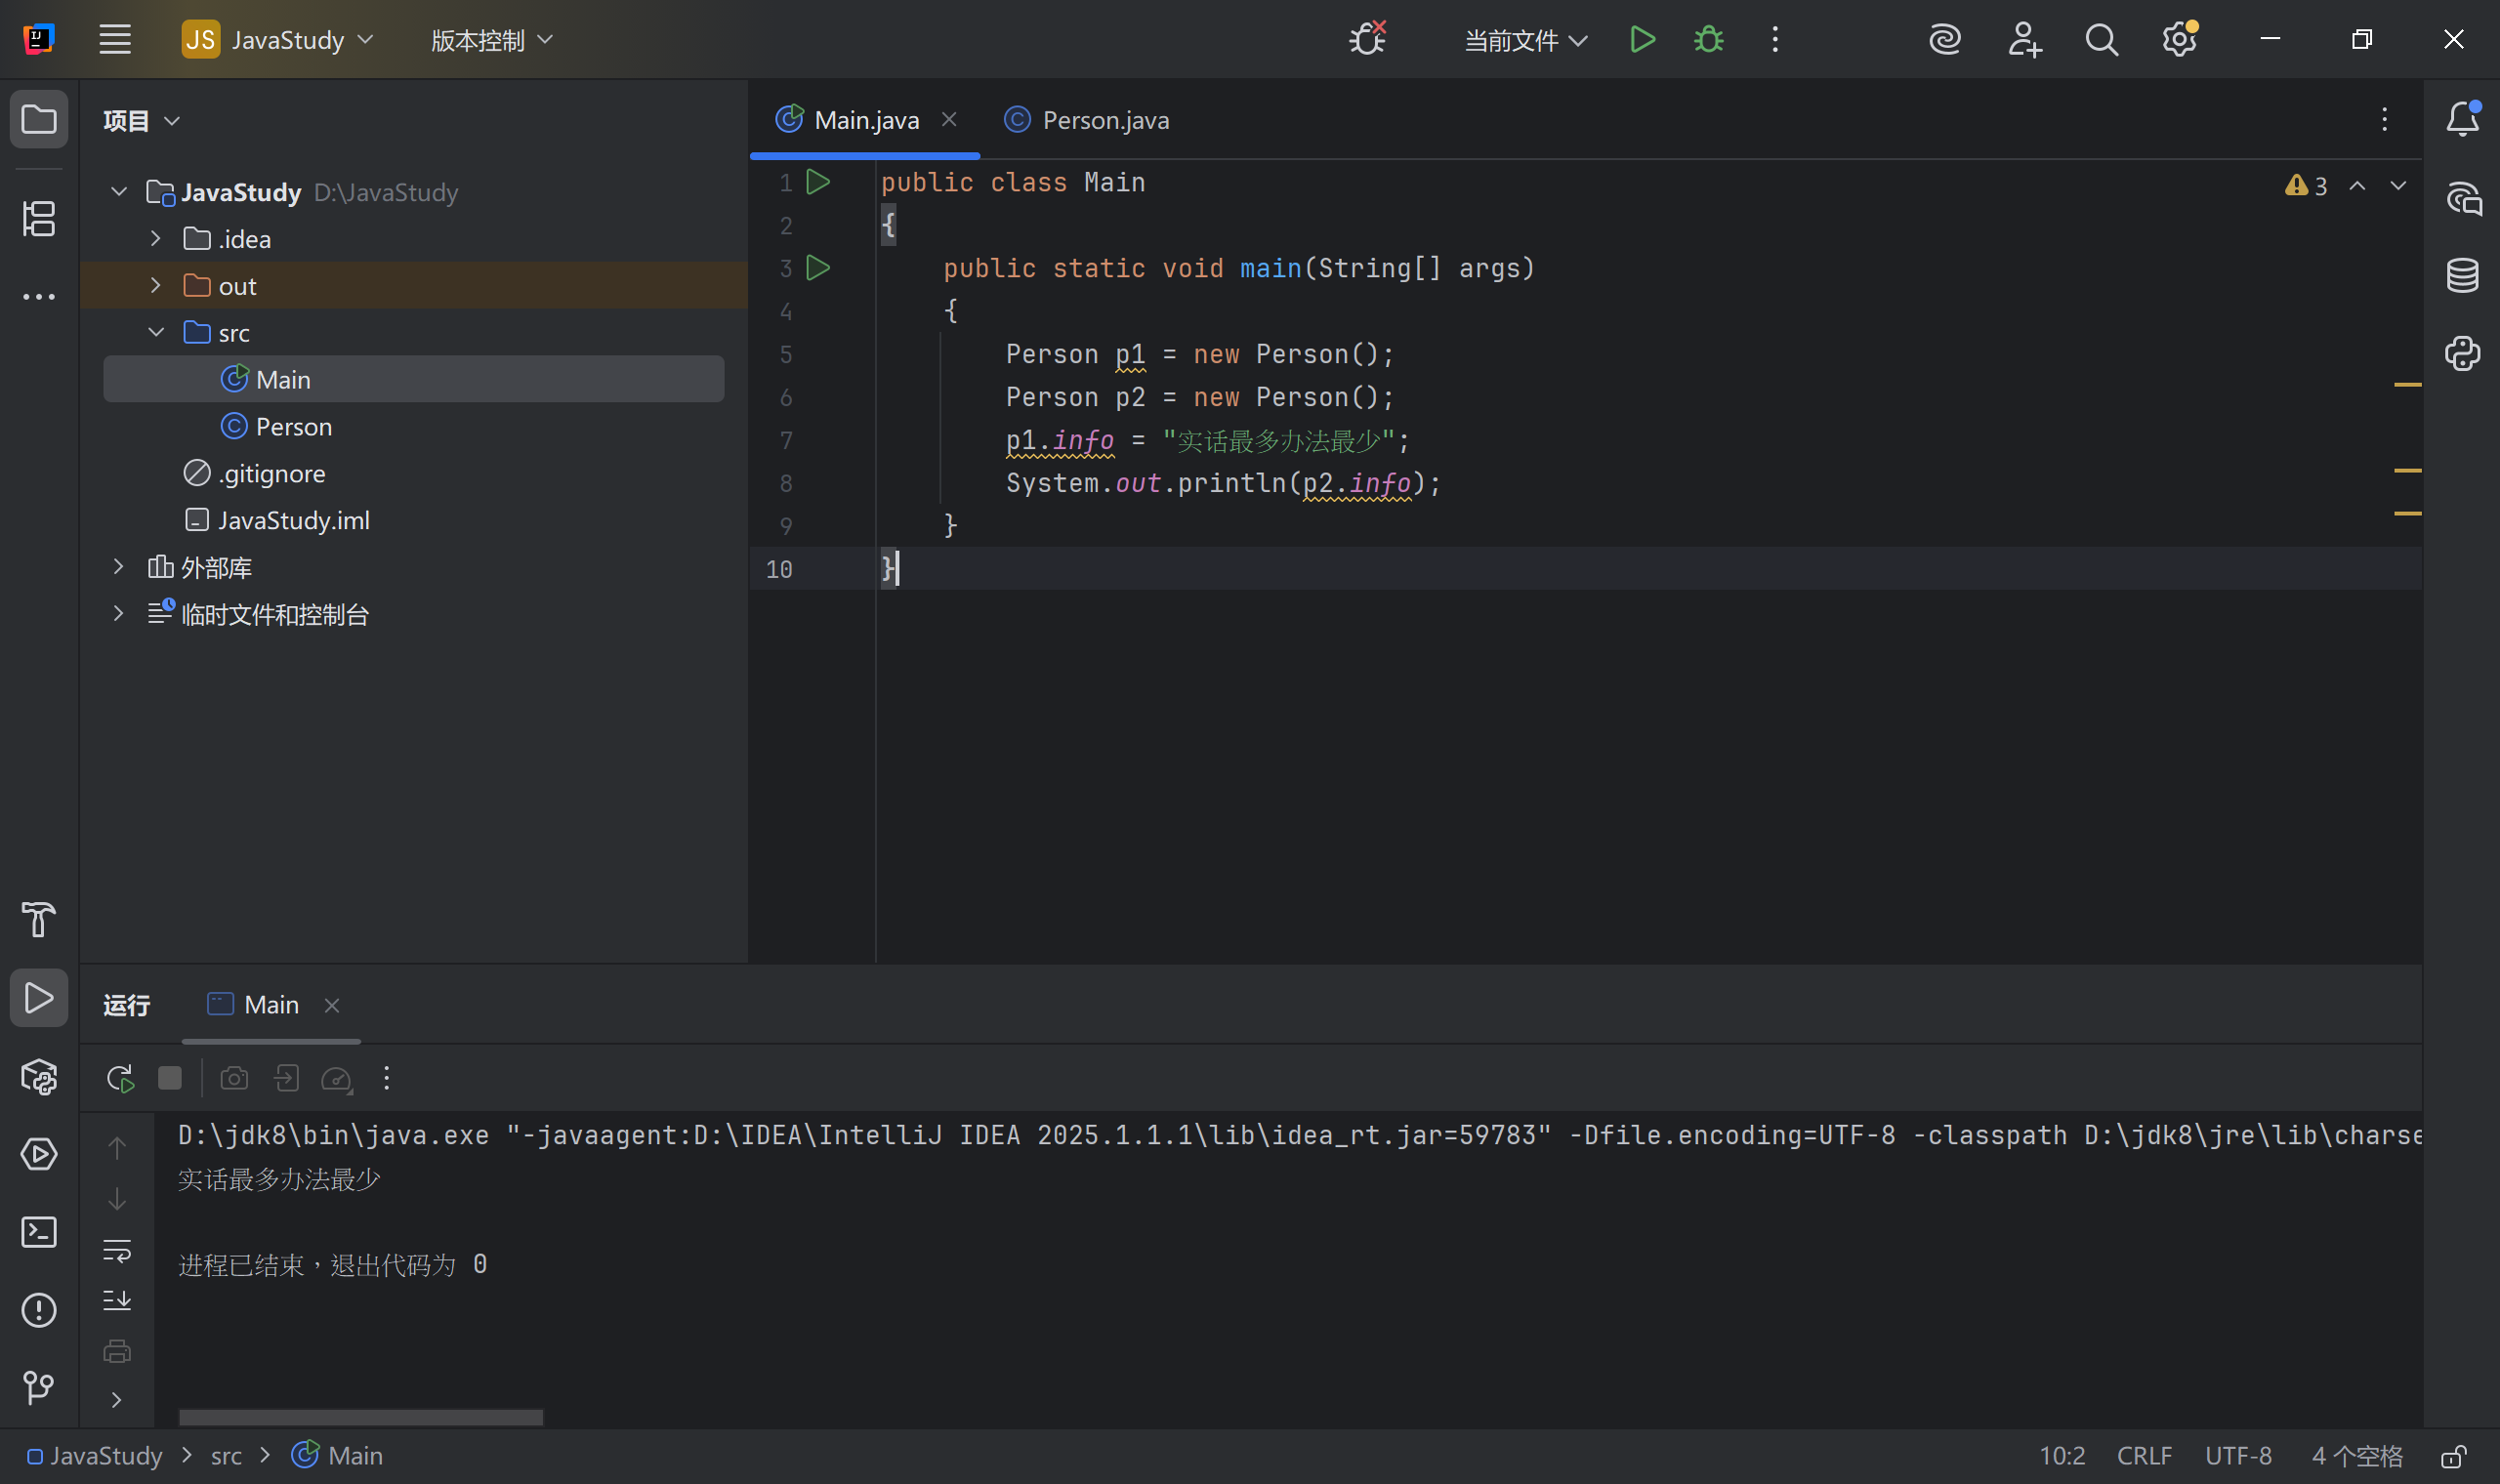 JS JavaStudy 版本控制 当前文件
项目
JavaStudy D:\JavaStudy
.idea
out
src
Main
Person
.gitignore
JavaStudy.iml
外部库
临时文件和控制台
Main.java Person.java
3
1 public class Main
2 {
3 public static void main(String[] args)
4 {
5 Person p1 = new Person();
6 Person p2 = new Person();
7 p1.info = "实话最多办法最少";
8 System.out.println(p2.info);
9 }
10 }
运行 Main
D:\jdk8\bin\java.exe "-javaagent:D:\IDEA\IntelliJ IDEA 2025.1.1.1\lib\idea_rt.jar=59783" -Dfile.encoding=UTF-8 -classpath D:\jdk8\jre\lib\charse
实话最多办法最少
进程已结束，退出代码为 0
JavaStudy src Main 10:2 CRLF UTF-8 4 个空格